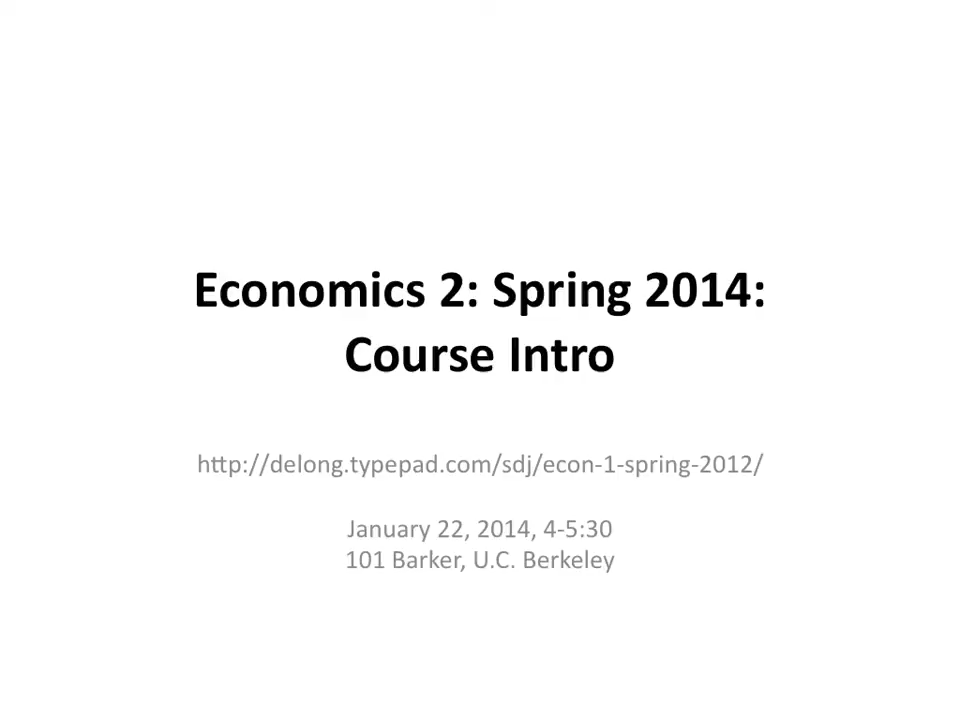 Economics 2: Spring 2014:
Course Intro
http://delong.typepad.com/sdj/econ-1-spring-2012/
January 22, 2014, 4-5:30
101 Barker, U.C. Berkeley